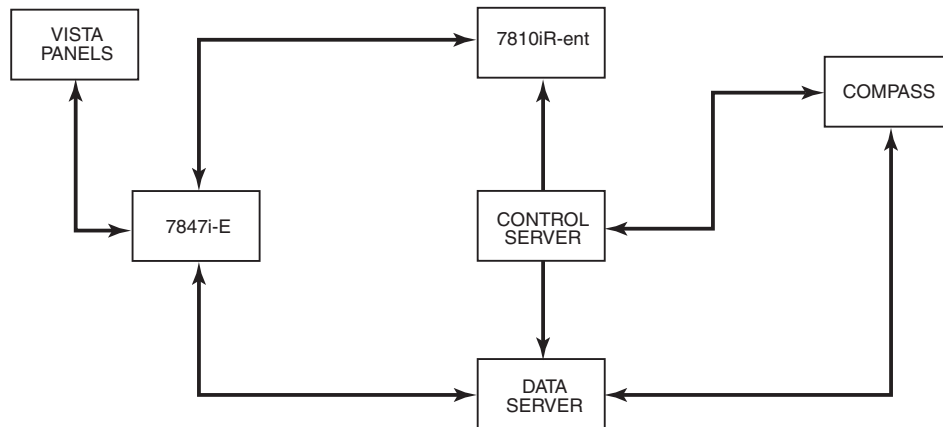 VISTA
PANELS
7810iR-ent
COMPASS
7847i-E
CONTROL
SERVER
DATA
SERVER